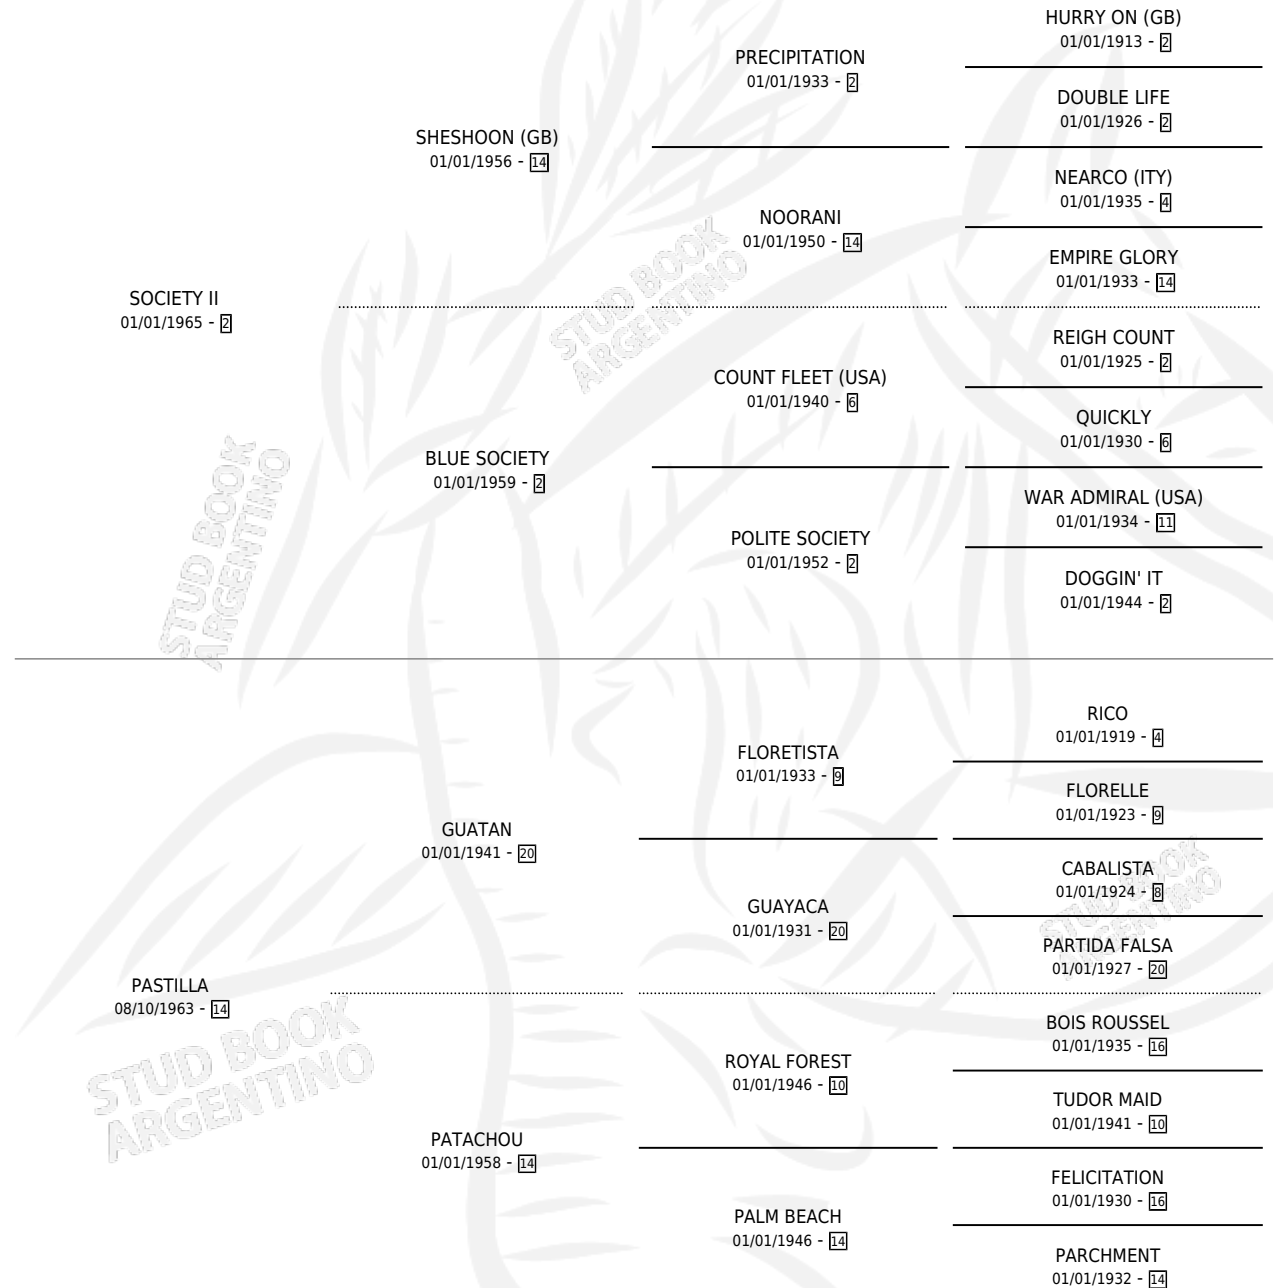 HURRY ON (GB)
01/01/1913 - 2
PRECIPITATION
01/01/1933 - 2
DOUBLE LIFE
01/01/1926 - 2
SHESHOON (GB)
01/01/1956 - 14
NEARCO (ITY)
01/01/1935 - 4
NOORANI
01/01/1950 - 14
EMPIRE GLORY
01/01/1933 - 14
SOCIETY II
01/01/1965 - 2
REIGH COUNT
01/01/1925 - 2
COUNT FLEET (USA)
01/01/1940 - 6
QUICKLY
01/01/1930 - 6
BLUE SOCIETY
01/01/1959 - 2
WAR ADMIRAL (USA)
01/01/1934 - 11
POLITE SOCIETY
01/01/1952 - 2
DOGGIN' IT
01/01/1944 - 2
RICO
01/01/1919 - 4
FLORETISTA
01/01/1933 - 9
FLORELLE
01/01/1923 - 9
GUATAN
01/01/1941 - 20
CABALISTA
01/01/1924 - 8
GUAYACA
01/01/1931 - 20
PARTIDA FALSA
01/01/1927 - 20
PASTILLA
08/10/1963 - 14
BOIS ROUSSEL
01/01/1935 - 16
ROYAL FOREST
01/01/1946 - 10
TUDOR MAID
01/01/1941 - 10
PATACHOU
01/01/1958 - 14
FELICITATION
01/01/1930 - 16
PALM BEACH
01/01/1946 - 14
PARCHMENT
01/01/1932 - 14
STUD BOOK
ARGENTINO
STUD BOOK
ARGENTINO
STUD BOOK
ARGENTINO
STUD BOOK
ARGENTINO